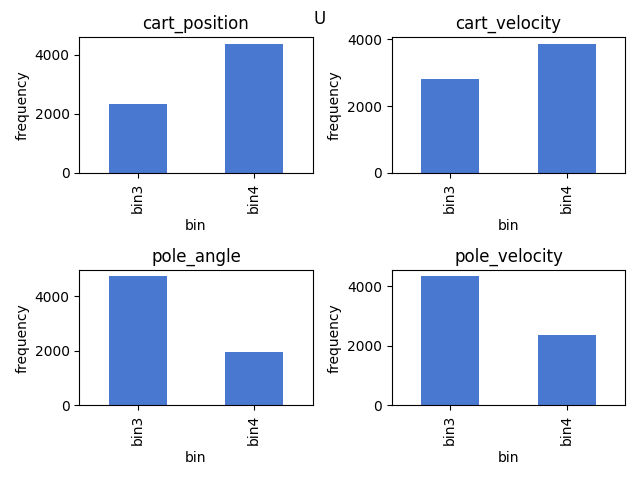 U
cart_position
frequency
4000
2000
0
bin3
bin4
bin
cart_velocity
frequency
4000
2000
0
bin3
bin4
bin
pole_angle
frequency
4000
2000
0
bin3
bin4
bin
pole_velocity
frequency
4000
2000
0
bin3
bin4
bin